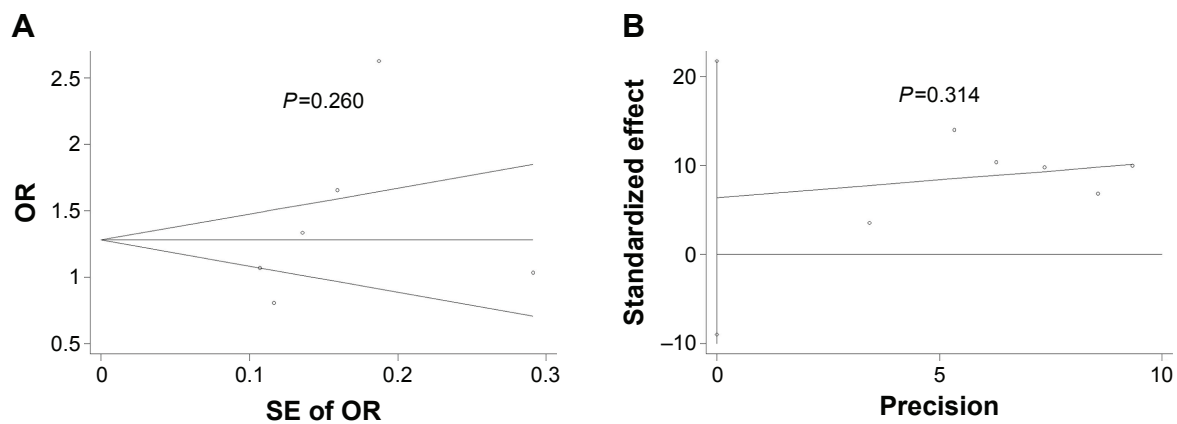 A
OR
2.5
2
1.5
1
0.5
P=0.260
0
0.1
0.2
0.3
SE of OR
B
Standardized effect
20
10
0
–10
P=0.314
0
5
10
Precision